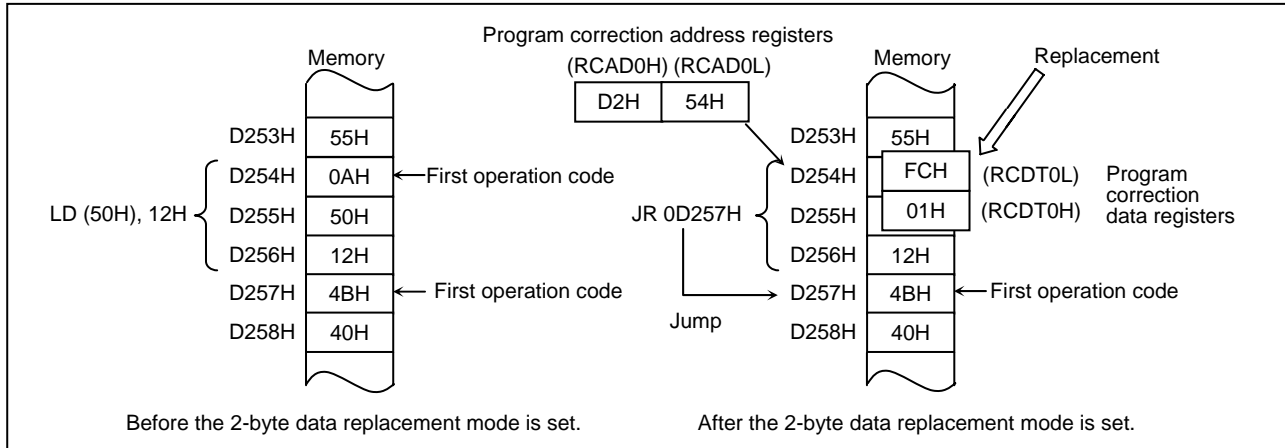 Program correction address registers
(RCAD0H) (RCAD0L)
D2H 54H
Replacement
Memory
D253H 55H
D254H 0AH First operation code
D255H 50H
D256H 12H
LD (50H), 12H
D257H 4BH First operation code
D258H 40H
Before the 2-byte data replacement mode is set.
Memory
D253H 55H
D254H FCH (RCDT0L)
D255H 01H (RCDT0H)
Program
correction
data registers
JR 0D257H
D256H 12H
D257H 4BH First operation code
Jump
D258H 40H
After the 2-byte data replacement mode is set.